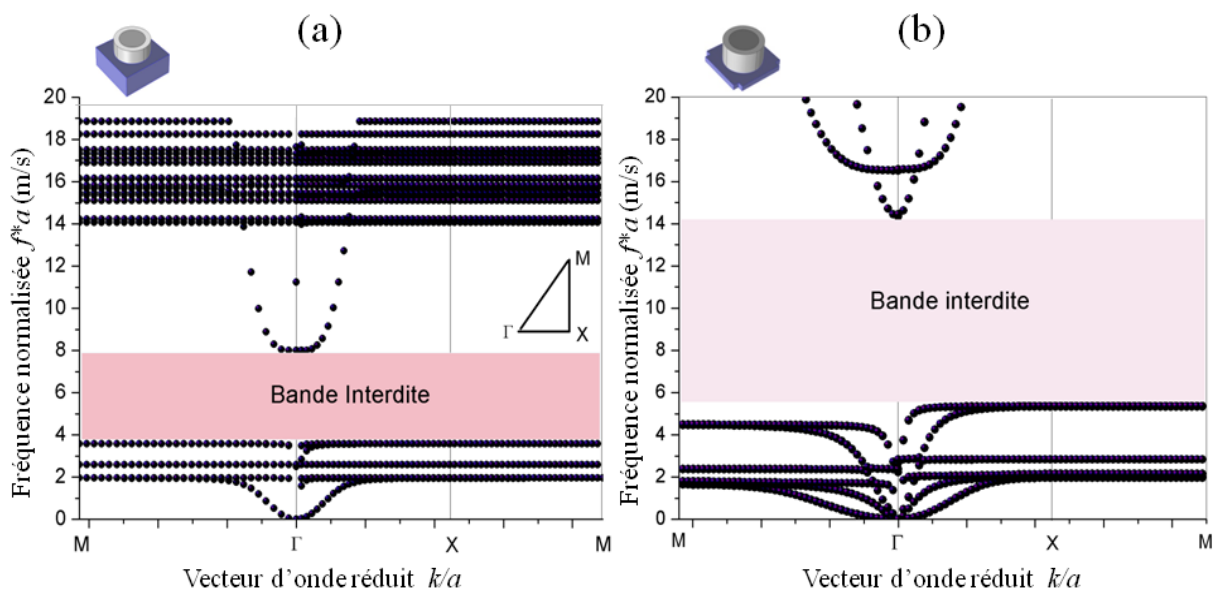 (a)
(b)
Fréquence normalisée f*a (m/s)
20
18
16
14
12
10
8
6
4
2
0
M
Γ
X
Bande Interdite
M
Γ
X
M
Vecteur d’onde réduit k/a
Fréquence normalisée f*a (m/s)
20
18
16
14
12
10
8
6
4
2
0
Bande interdite
M
Γ
X
M
Vecteur d’onde réduit k/a